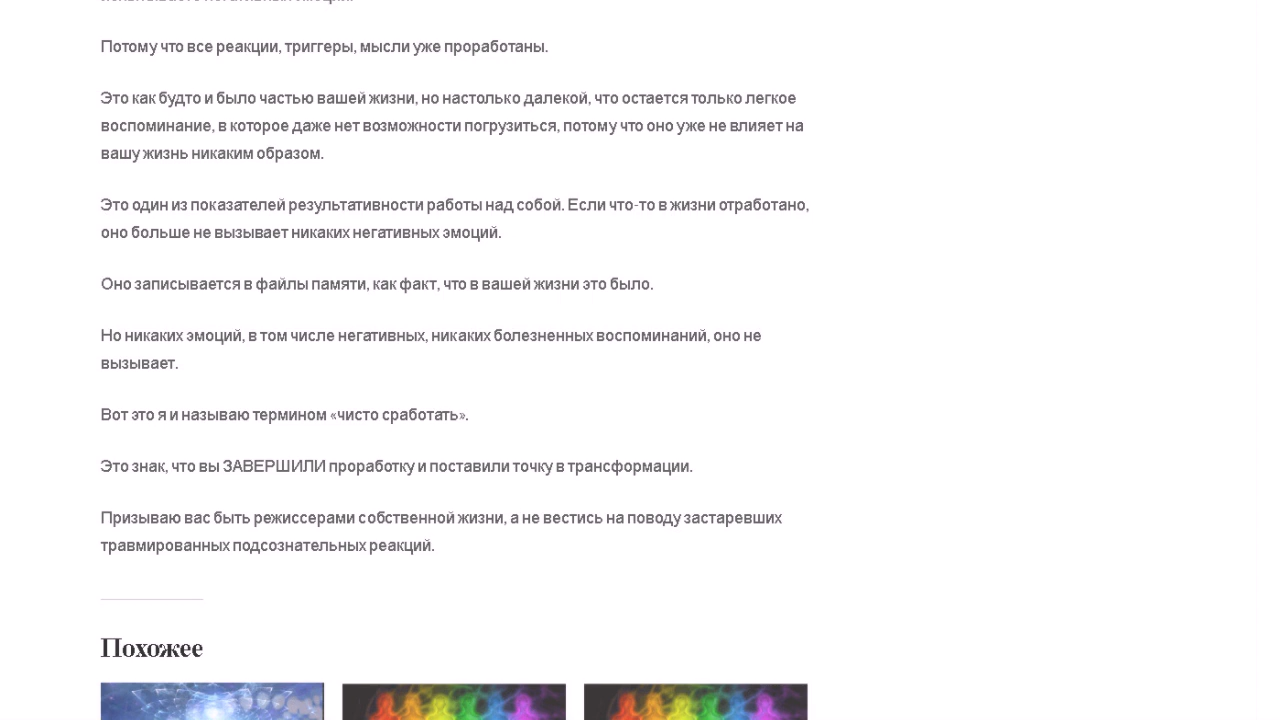 Потому что все реакции, триггеры, мысли уже проработаны.
Это как будто и было частью вашей жизни, но настолько далекой, что остается только легкое
воспоминание, в которое даже нет возможности погрузиться, потому что оно уже не влияет на
вашу жизнь никаким образом.
Это один из показателей результативности работы над собой. Если что-то в жизни отработано,
оно больше не вызывает никаких негативных эмоций.
Оно записывается в файлы памяти, как факт, что в вашей жизни это было.
Но никаких эмоций, в том числе негативных, никаких болезненных воспоминаний, оно не
вызывает.
Вот это я и называю термином «чисто сработать».
Это знак, что вы ЗАВЕРШИЛИ проработку и поставили точку в трансформации.
Призываю вас быть режиссерами собственной жизни, а не вестись на поводу застаревших
травмированных подсознательных реакций.
Похожее